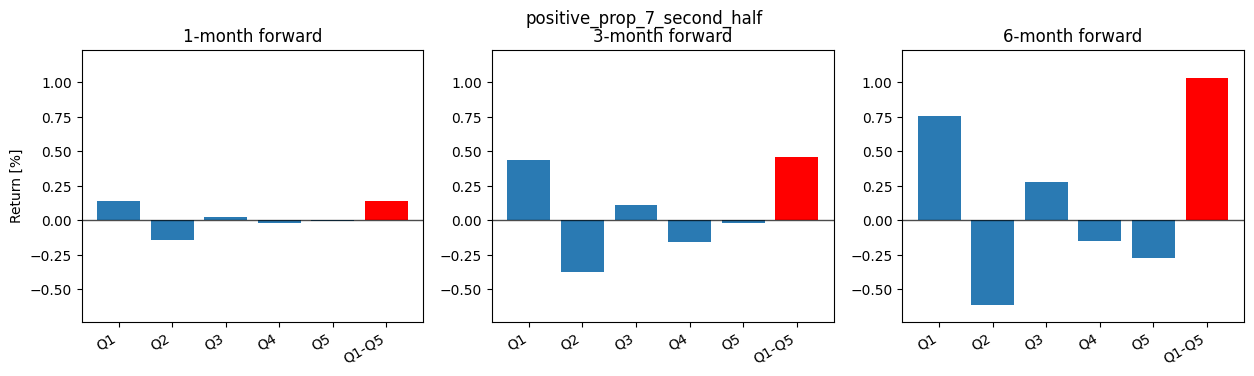 positive_prop_7_second_half
1-month forward
3-month forward
6-month forward
Return [%]
1.00
0.75
0.50
0.25
0.00
−0.25
−0.50
Q1
Q2
Q3
Q4
Q5
Q1-Q5
1.00
0.75
0.50
0.25
0.00
−0.25
−0.50
Q1
Q2
Q3
Q4
Q5
Q1-Q5
1.00
0.75
0.50
0.25
0.00
−0.25
−0.50
Q1
Q2
Q3
Q4
Q5
Q1-Q5